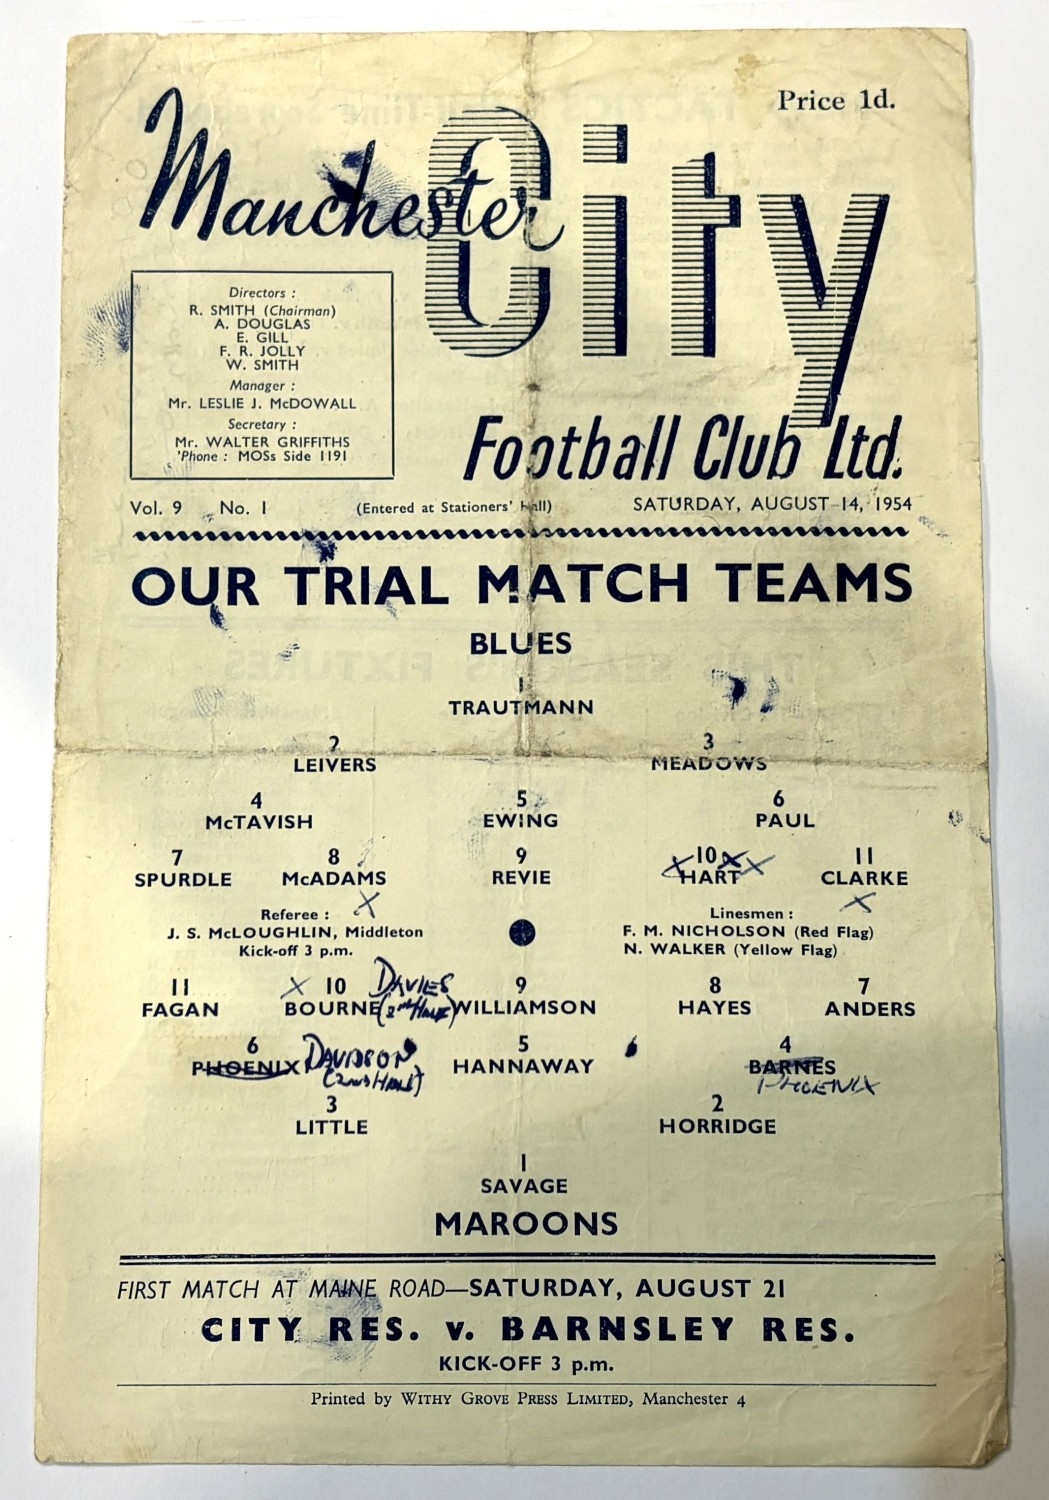 Price 1d.
Manchester City
Football Club Ltd.
Directors :
R. SMITH (Chairman)
A. DOUGLAS
E. GILL
F. R. JOLLY
W. SMITH
Manager :
Mr. LESLIE J. McDOWALL
Secretary :
Mr. WALTER GRIFFITHS
'Phone : MOSs Side 1191
Vol. 9 No. 1 (Entered at Stationers' Hall) SATURDAY, AUGUST 14, 1954
OUR TRIAL MATCH TEAMS
BLUES
1
TRAUTMANN
2 3
LEIVERS MEADOWS
4 5 6
McTAVISH EWING PAUL
7 8 9 X 10 X X 11
SPURDLE McADAMS REVIE HART CLARKE
X X
Referee : Linesmen :
J. S. McLOUGHLIN, Middleton F. M. NICHOLSON (Red Flag)
Kick-off 3 p.m. N. WALKER (Yellow Flag)
11 X 10 DAVIES 9 8 7
FAGAN BOURNE (2nd HALF) WILLIAMSON HAYES ANDERS
6 5 4
PHOENIX DAVIDSON HANNAWAY BARNES
(2nd HALF) PHOENIX
3 2
LITTLE HORRIDGE
1
SAVAGE
MAROONS
FIRST MATCH AT MAINE ROAD—SATURDAY, AUGUST 21
CITY RES. v. BARNSLEY RES.
KICK-OFF 3 p.m.
Printed by WITHY GROVE PRESS LIMITED, Manchester 4